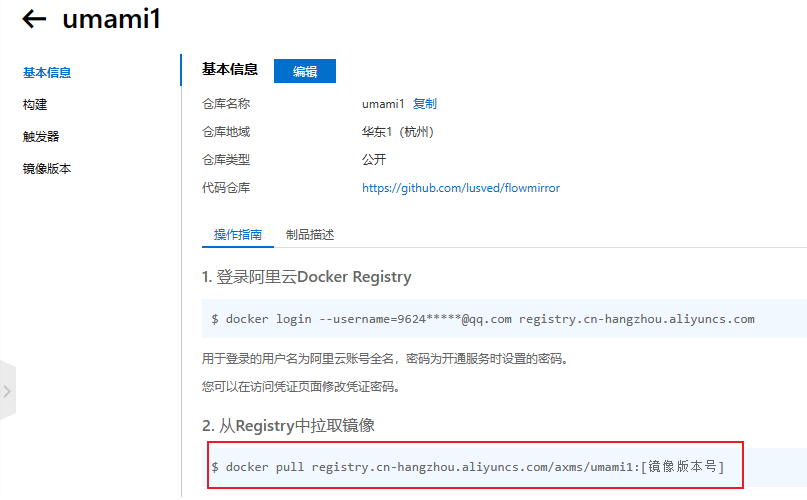 ← umami1
基本信息
构建
触发器
镜像版本
基本信息 编辑
仓库名称 umami1 复制
仓库地域 华东1（杭州）
仓库类型 公开
代码仓库 https://github.com/lusved/flowmirror
操作指南 制品描述
1. 登录阿里云Docker Registry
$ docker login --username=9624*****@qq.com registry.cn-hangzhou.aliyuncs.com
用于登录的用户名为阿里云账号全名，密码为开通服务时设置的密码。
您可以在访问凭证页面修改凭证密码。
2. 从Registry中拉取镜像
$ docker pull registry.cn-hangzhou.aliyuncs.com/axms/umami1:[镜像版本号]